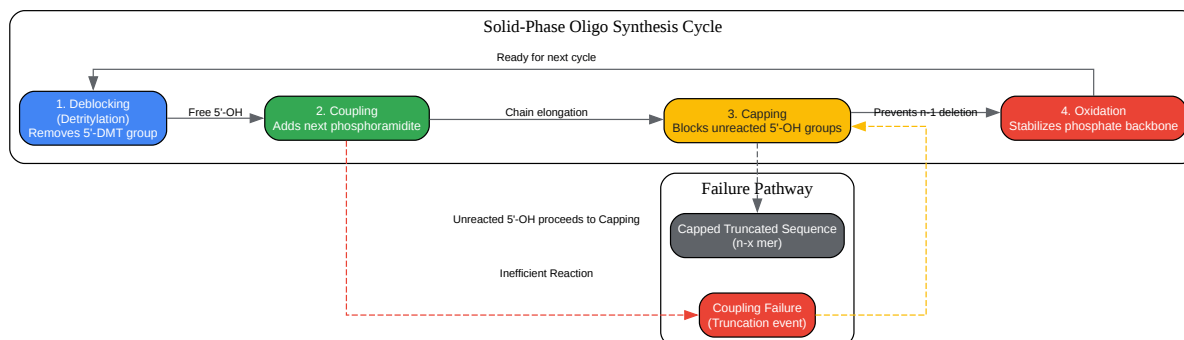 Solid-Phase Oligo Synthesis Cycle
Ready for next cycle
1. Deblocking
(Detritylation)
Removes 5'-DMT group
Free 5'-OH
2. Coupling
Adds next phosphoramidite
Chain elongation
3. Capping
Blocks unreacted 5'-OH groups
Prevents n-1 deletion
4. Oxidation
Stabilizes phosphate backbone
Failure Pathway
Unreacted 5'-OH proceeds to Capping
Capped Truncated Sequence
(n-x mer)
Inefficient Reaction
Coupling Failure
(Truncation event)